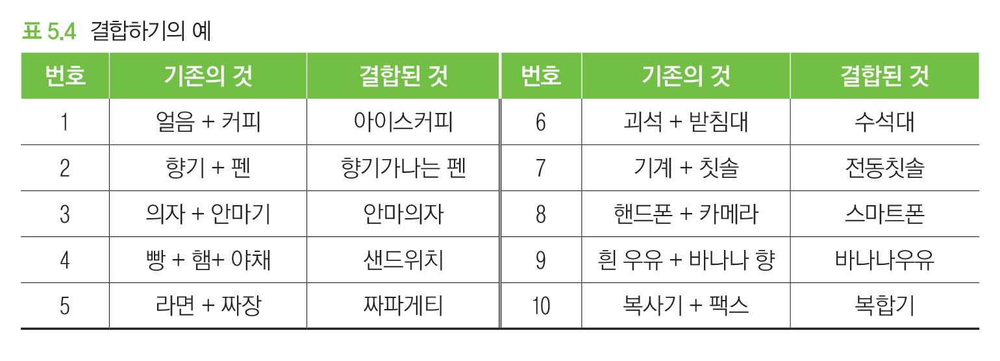 표 5.4 결합하기의 예
번호 기존의 것 결합된 것 번호 기존의 것 결합된 것
1 얼음 + 커피 아이스커피 6 괴석 + 받침대 수석대
2 향기 + 펜 향기가나는 펜 7 기계 + 칫솔 전동칫솔
3 의자 + 안마기 안마의자 8 핸드폰 + 카메라 스마트폰
4 빵 + 햄+ 야채 샌드위치 9 흰 우유 + 바나나 향 바나나우유
5 라면 + 짜장 짜파게티 10 복사기 + 팩스 복합기